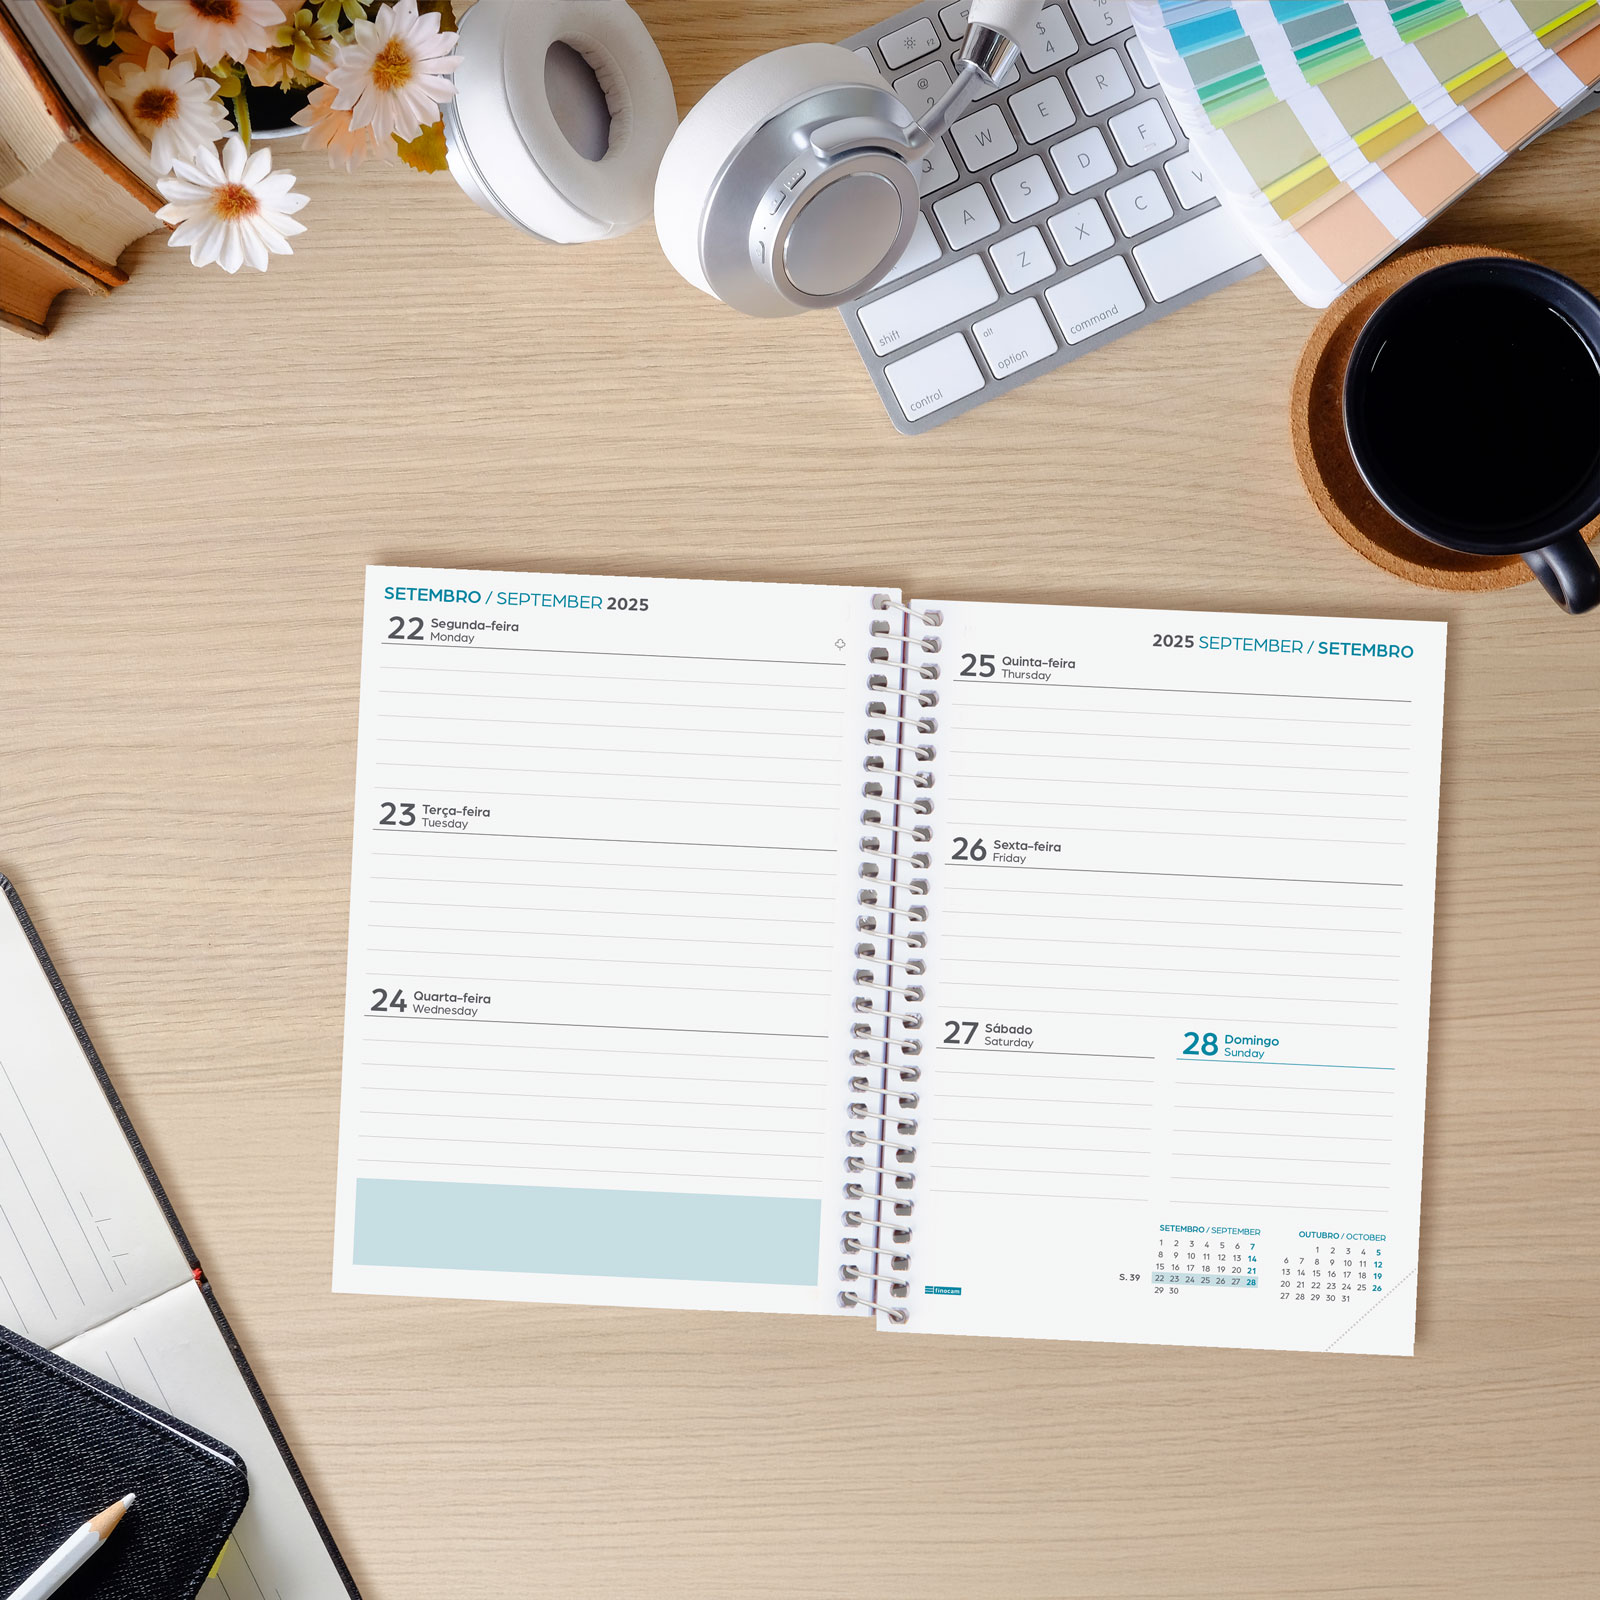 F2
$
4
%
5
@
2
Q
W
E
R
A
S
D
F
Z
X
C
V
shift
alt
option
command
control
SETEMBRO / SEPTEMBER 2025
22 Segunda-feira
Monday
23 Terça-feira
Tuesday
24 Quarta-feira
Wednesday
2025 SEPTEMBER / SETEMBRO
25 Quinta-feira
Thursday
26 Sexta-feira
Friday
27 Sábado
Saturday
28 Domingo
Sunday
SETEMBRO / SEPTEMBER
1 2 3 4 5 6 7
8 9 10 11 12 13 14
15 16 17 18 19 20 21
S. 39 22 23 24 25 26 27 28
29 30
OUTUBRO / OCTOBER
1 2 3 4 5
6 7 8 9 10 11 12
13 14 15 16 17 18 19
20 21 22 23 24 25 26
27 28 29 30 31
finocam